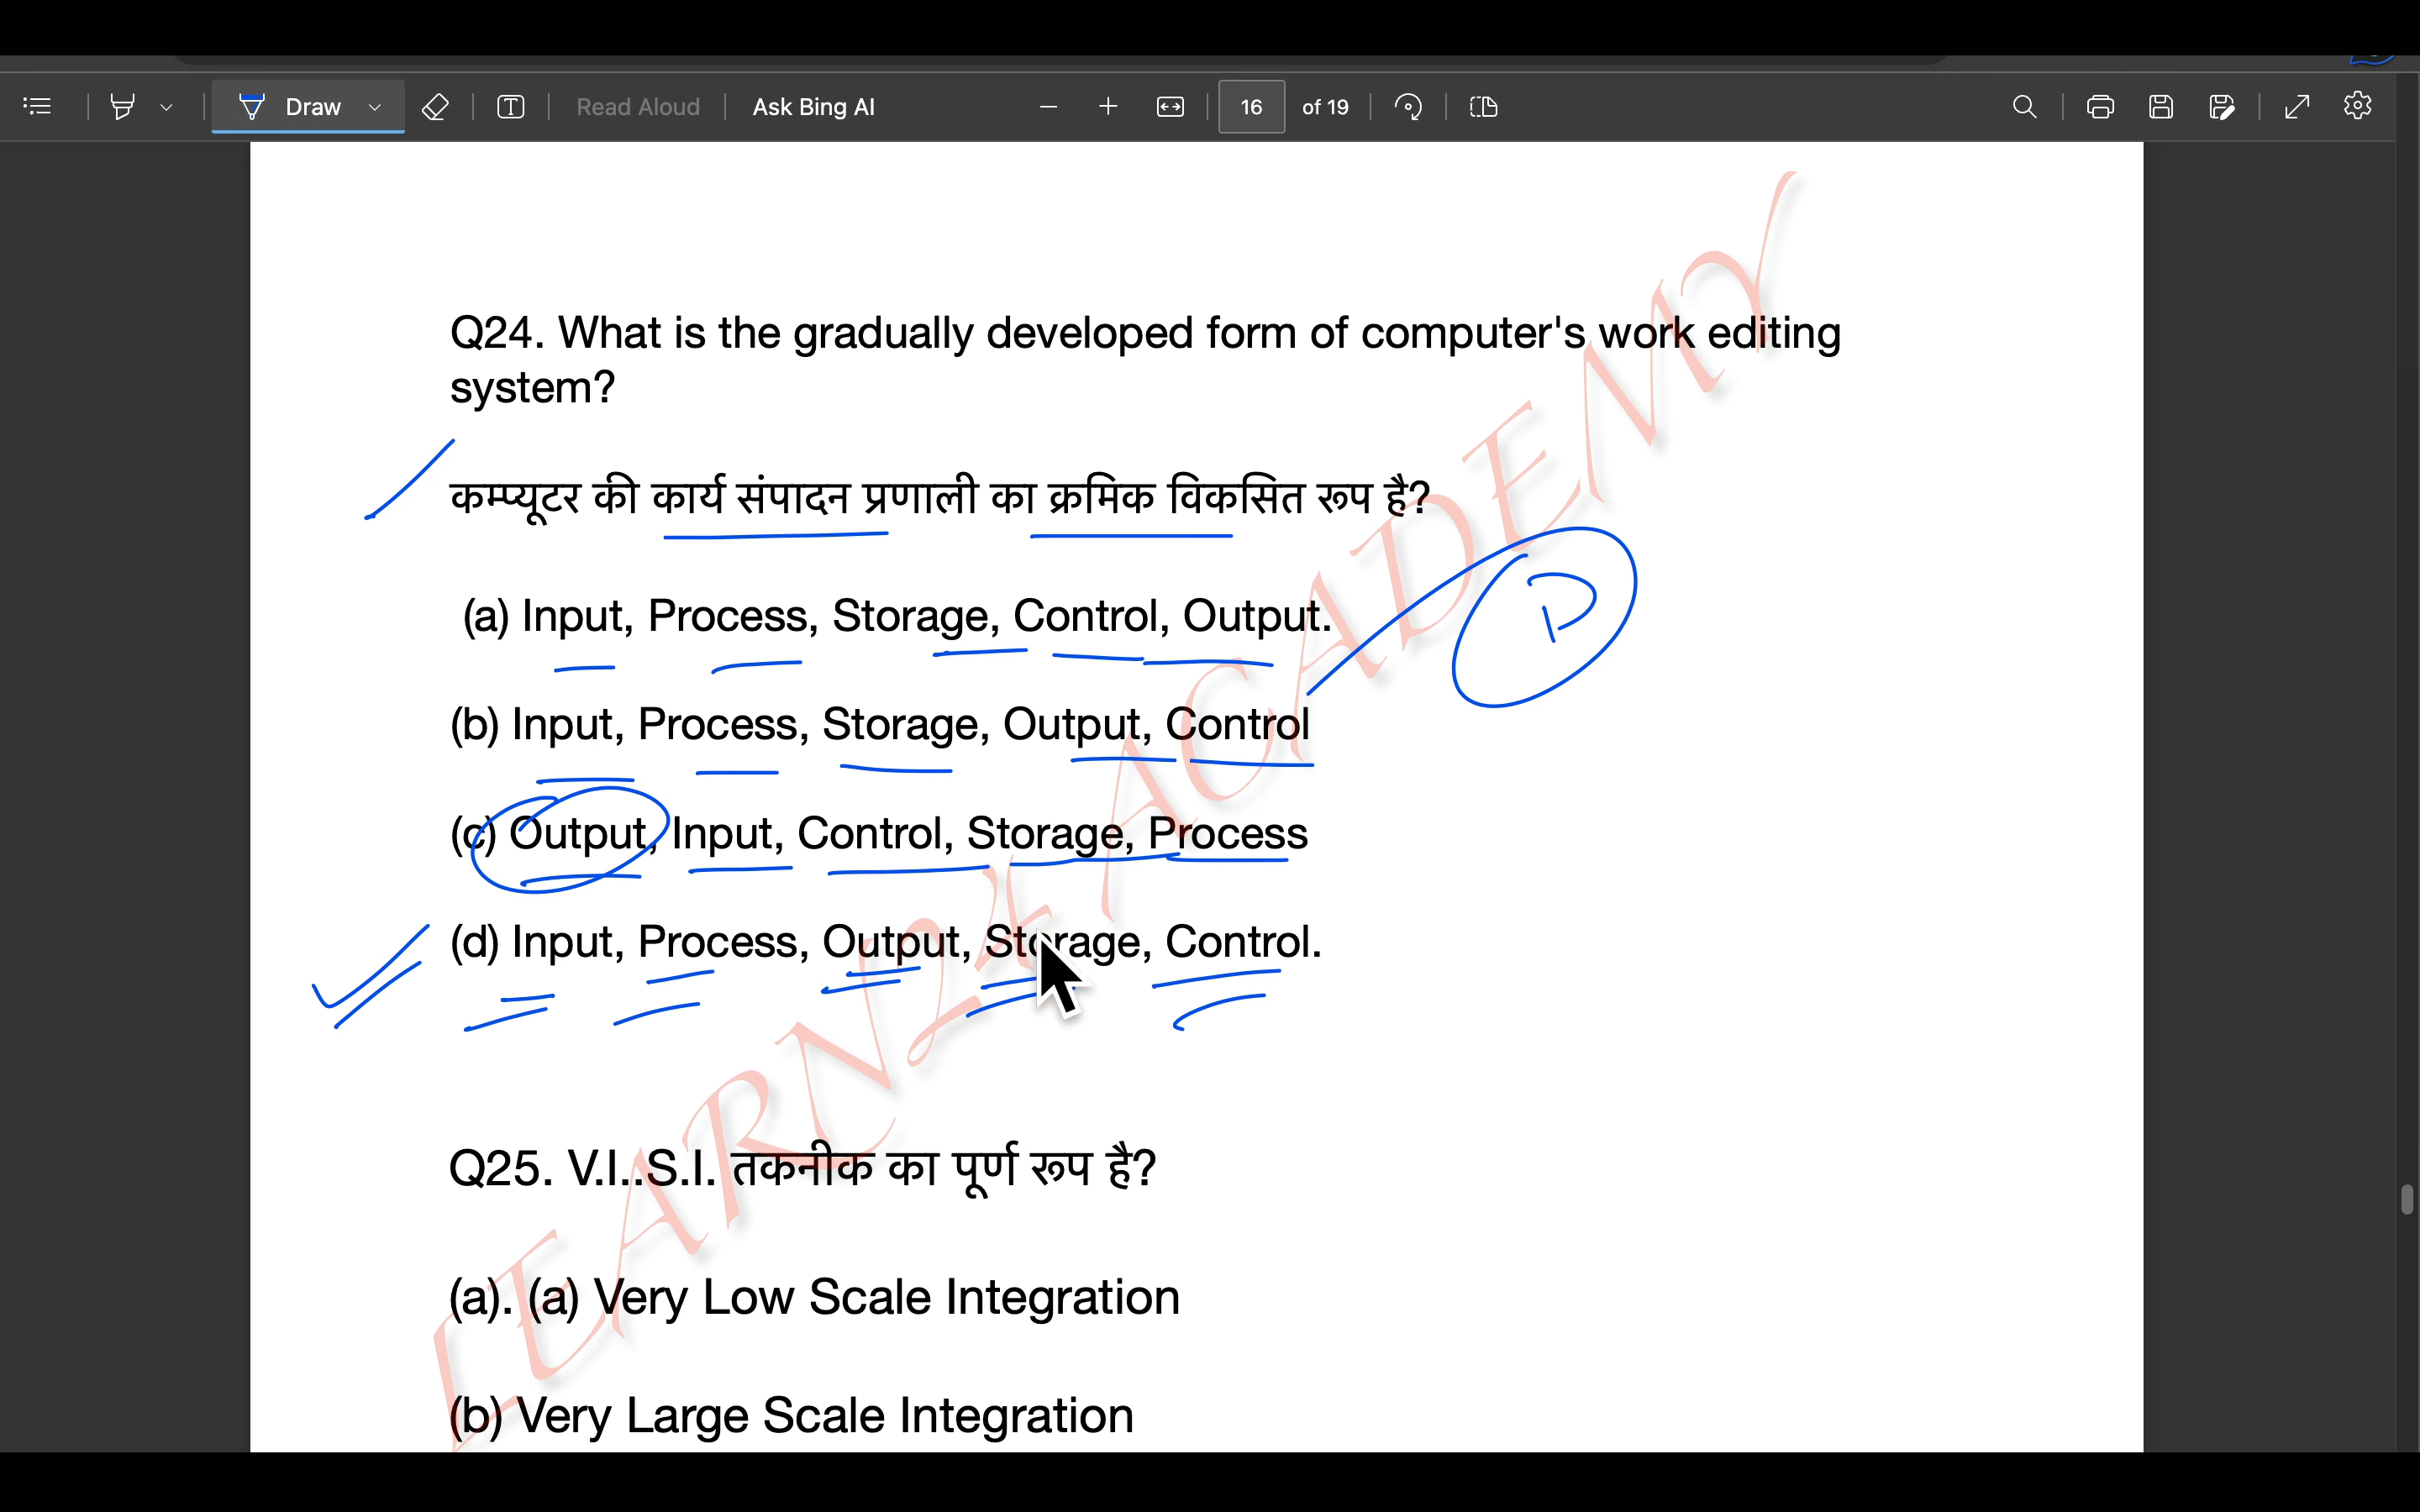 Draw
Read Aloud
Ask Bing AI
16 of 19
Q24. What is the gradually developed form of computer's work editing
system?
कम्प्यूटर की कार्य संपादन प्रणाली का क्रमिक विकसित रूप है?
(a) Input, Process, Storage, Control, Output.
D
(b) Input, Process, Storage, Output, Control
(c) Output, Input, Control, Storage, Process
(d) Input, Process, Output, Storage, Control.
Q25. V.I..S.I. तकनीक का पूर्ण रूप है?
(a). (a) Very Low Scale Integration
(b) Very Large Scale Integration
LEARN24 ACADEMY